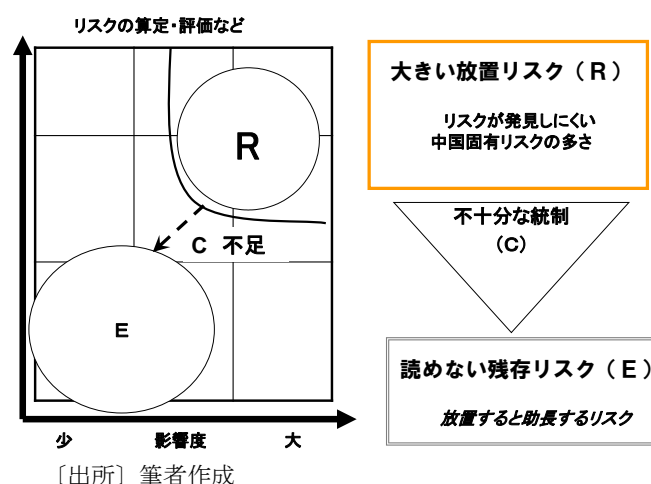 リスクの算定・評価など
R
C 不足
E
少 影響度 大
大きい放置リスク（R）
リスクが発見しにくい
中国固有リスクの多さ
不十分な統制
（C）
読めない残存リスク（E）
放置すると助長するリスク
〔出所〕筆者作成